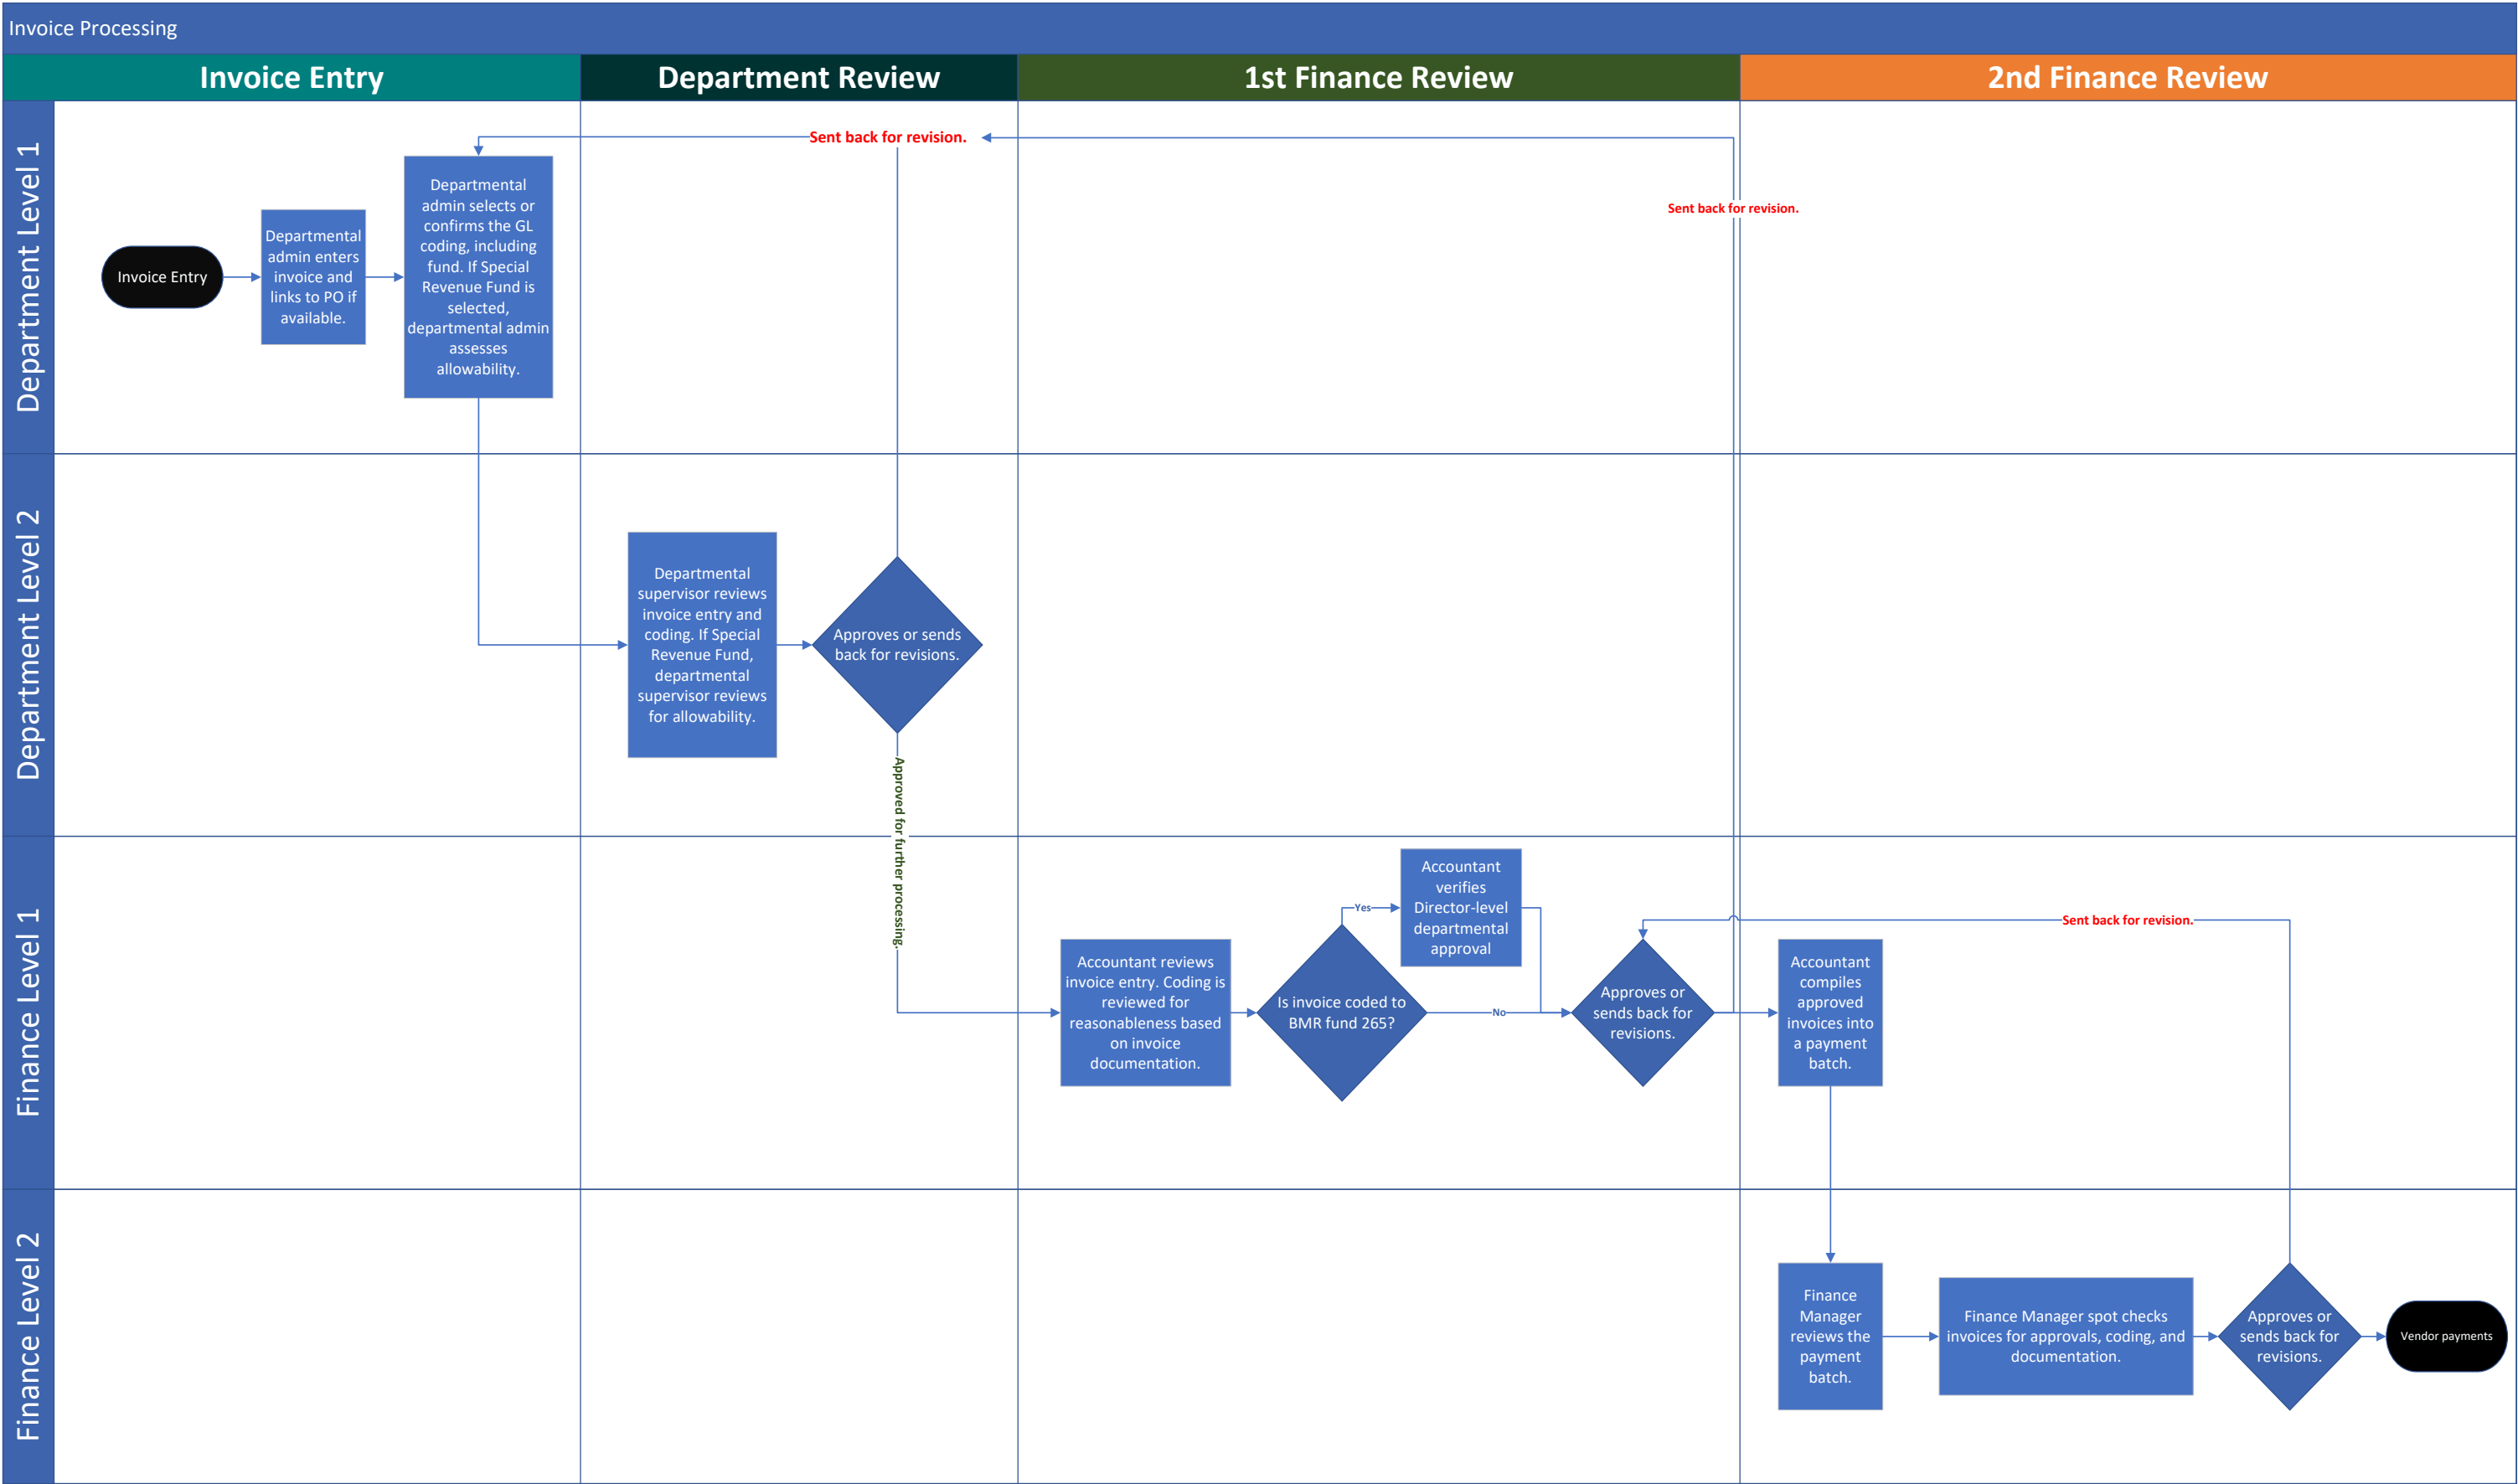 Invoice Processing
Invoice Entry
Department Review
1st Finance Review
2nd Finance Review
Department Level 1
Invoice Entry
Departmental
admin enters
invoice and
links to PO if
available.
Departmental
admin selects or
confirms the GL
coding, including
fund. If Special
Revenue Fund is
selected,
departmental admin
assesses
allowability.
Sent back for revision.
Sent back for revision.
Department Level 2
Departmental
supervisor reviews
invoice entry and
coding. If Special
Revenue Fund,
departmental
supervisor reviews
for allowability.
Approves or sends
back for revisions.
Approved for further processing.
Finance Level 1
Accountant reviews
invoice entry. Coding is
reviewed for
reasonableness based
on invoice
documentation.
Is invoice coded to
BMR fund 265?
Yes
Accountant
verifies
Director-level
departmental
approval
No
Approves or
sends back for
revisions.
Sent back for revision.
Accountant
compiles
approved
invoices into
a payment
batch.
Finance Level 2
Finance
Manager
reviews the
payment
batch.
Finance Manager spot checks
invoices for approvals, coding, and
documentation.
Approves or
sends back for
revisions.
Vendor payments